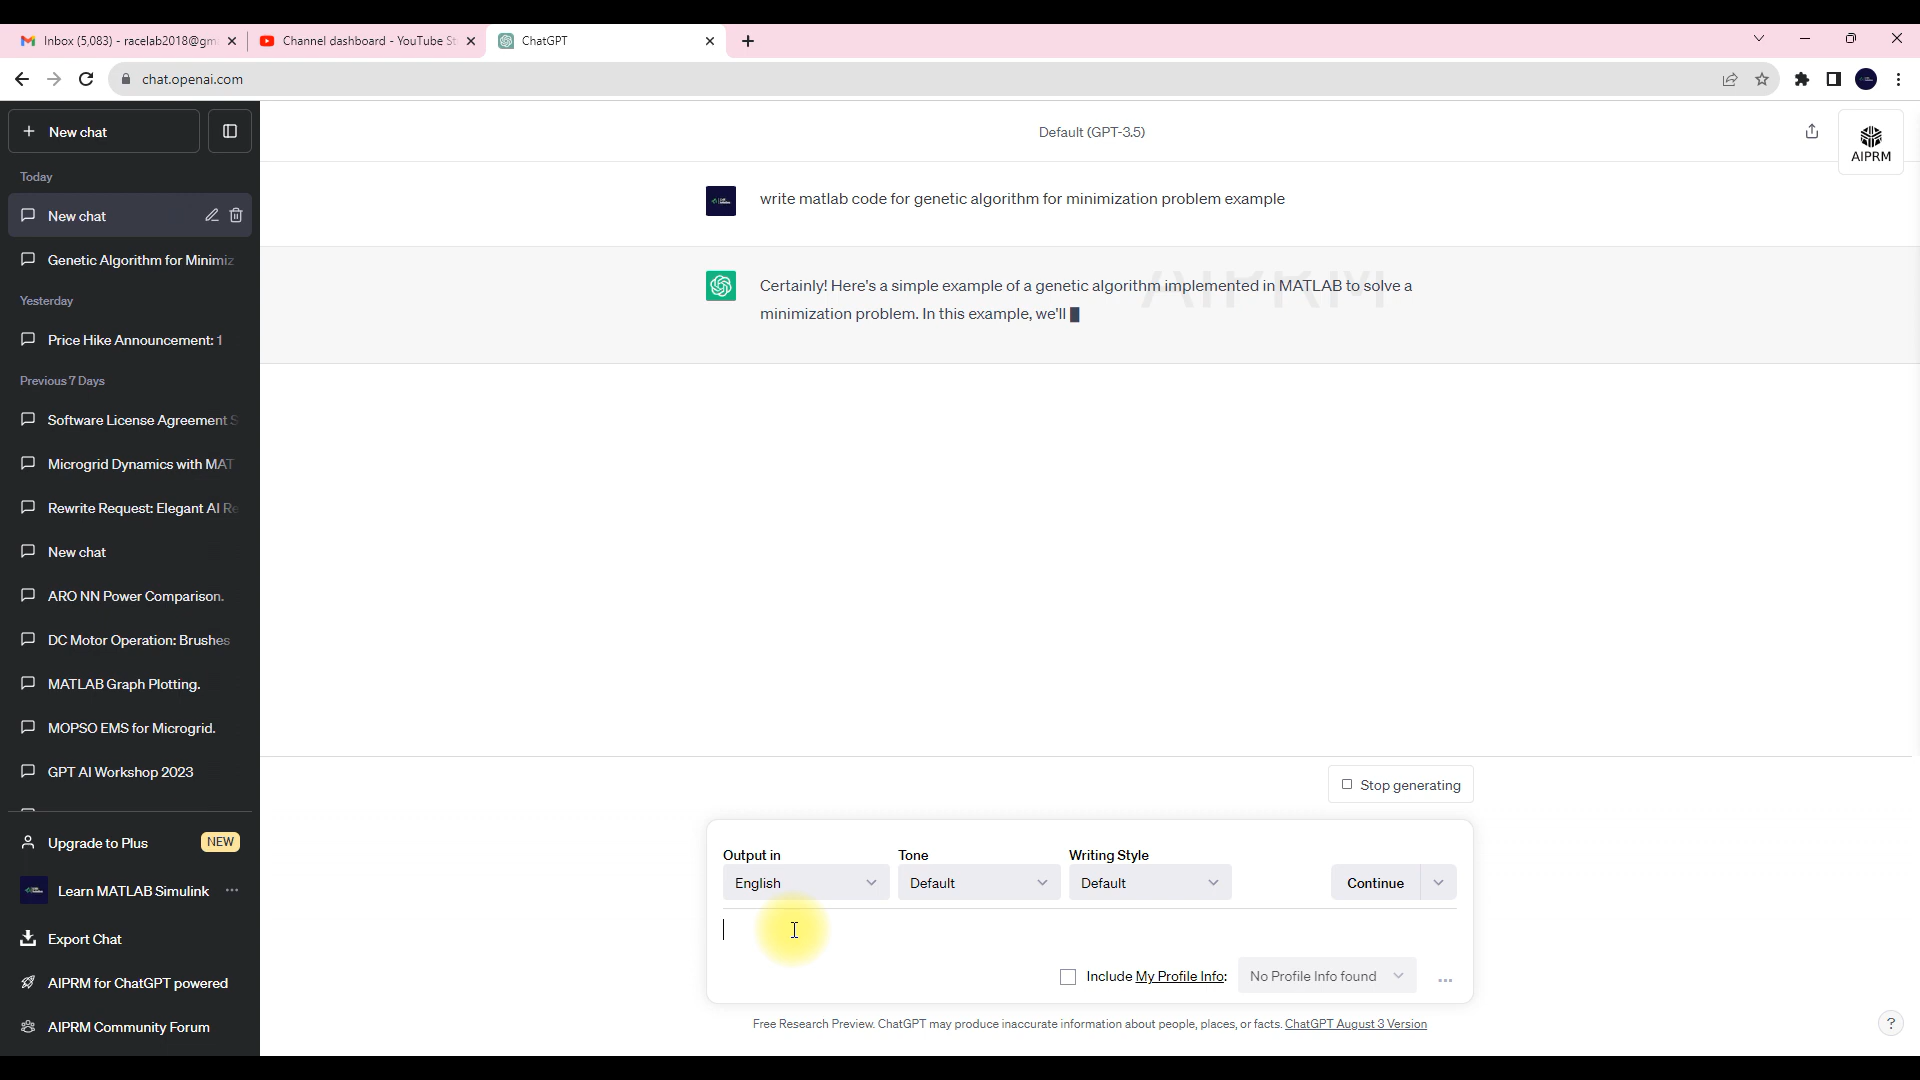 Inbox (5,083) - racelab2018@gm
Channel dashboard - YouTube St
ChatGPT
chat.openai.com
New chat
Default (GPT-3.5)
AIPRM
Today
New chat
write matlab code for genetic algorithm for minimization problem example
Genetic Algorithm for Minimiz
Certainly! Here's a simple example of a genetic algorithm implemented in MATLAB to solve a
minimization problem. In this example, we'll
AIPRM
Yesterday
Price Hike Announcement: 1
Previous 7 Days
Software License Agreement S
Microgrid Dynamics with MAT
Rewrite Request: Elegant AI Re
New chat
ARO NN Power Comparison.
DC Motor Operation: Brushes
MATLAB Graph Plotting.
MOPSO EMS for Microgrid.
GPT AI Workshop 2023
Stop generating
Upgrade to Plus
NEW
Output in
Tone
Writing Style
English
Default
Default
Continue
Learn MATLAB Simulink
Export Chat
Include My Profile Info:
No Profile Info found
AIPRM for ChatGPT powered
AIPRM Community Forum
Free Research Preview. ChatGPT may produce inaccurate information about people, places, or facts. ChatGPT August 3 Version
?